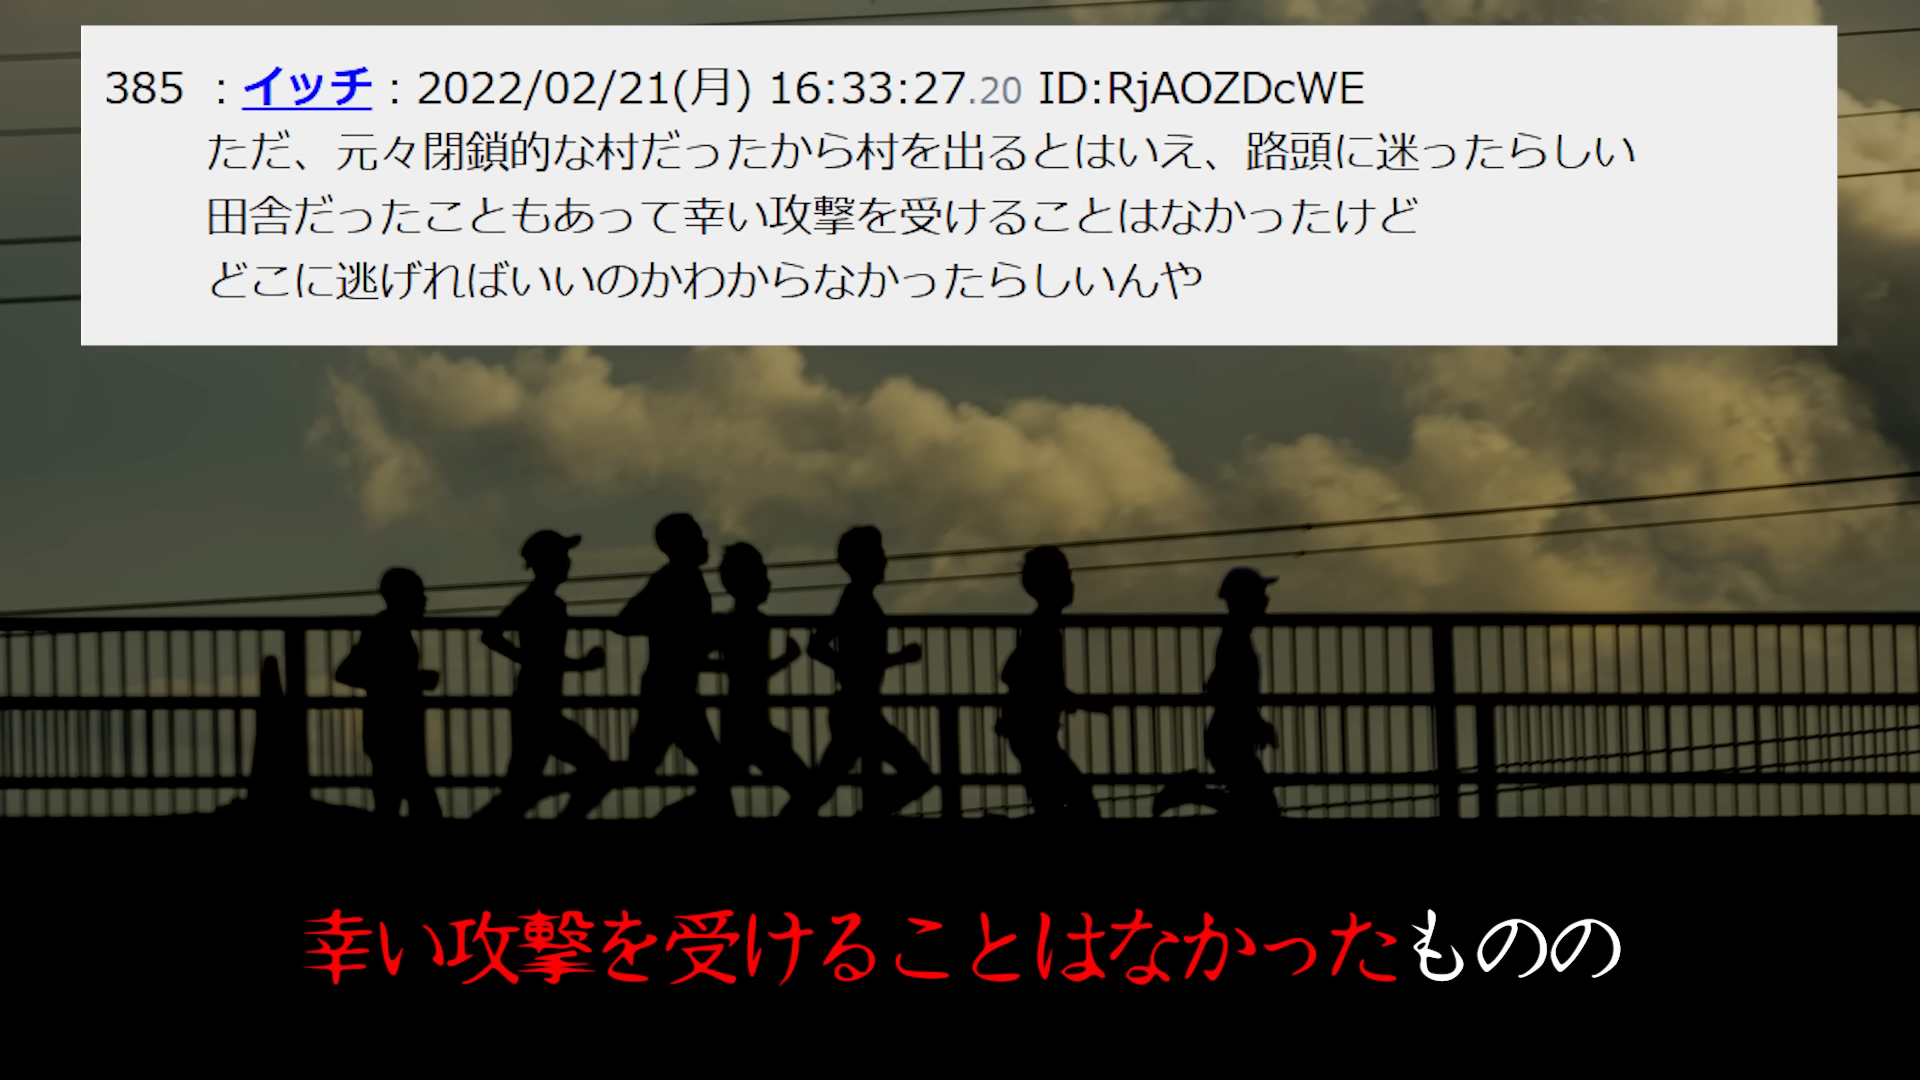 385 ：イッチ：2022/02/21(月) 16:33:27.20 ID:RjAOZDcWE
ただ、元々閉鎖的な村だったから村を出るとはいえ、路頭に迷ったらしい
田舎だったこともあって幸い攻撃を受けることはなかったけど
どこに逃げればいいのかわからなかったらしいんや
幸い攻撃を受けることはなかったものの